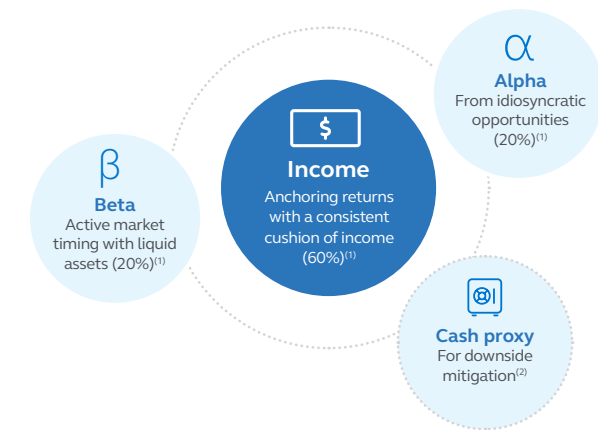 α
Alpha
From idiosyncratic
opportunities
(20%)(1)
$
Income
Anchoring returns
with a consistent
cushion of income
(60%)(1)
β
Beta
Active market
timing with liquid
assets (20%)(1)
Cash proxy
For downside
mitigation(2)